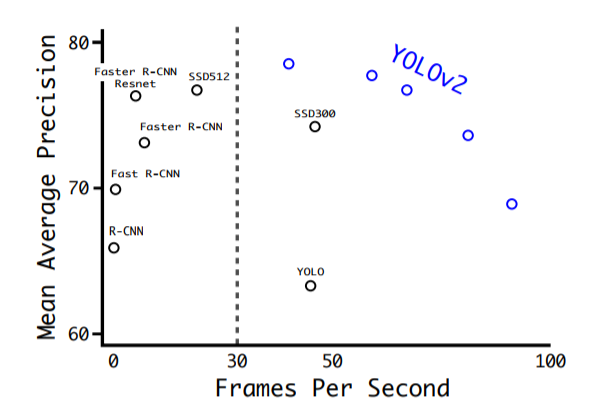 80
Faster R-CNN
Resnet
SSD512
YOLOv2
SSD300
Faster R-CNN
Fast R-CNN
70
R-CNN
YOLO
60
Mean Average Precision
0 30 50 100
Frames Per Second